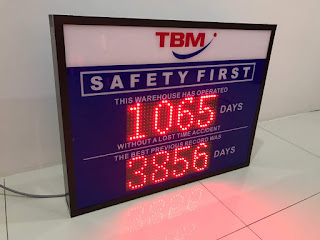 TBM
SAFETY FIRST
THIS WAREHOUSE HAS OPERATED
1065 DAYS
WITHOUT A LOST TIME ACCIDENT
THE BEST PREVIOUS RECORD WAS
3856 DAYS